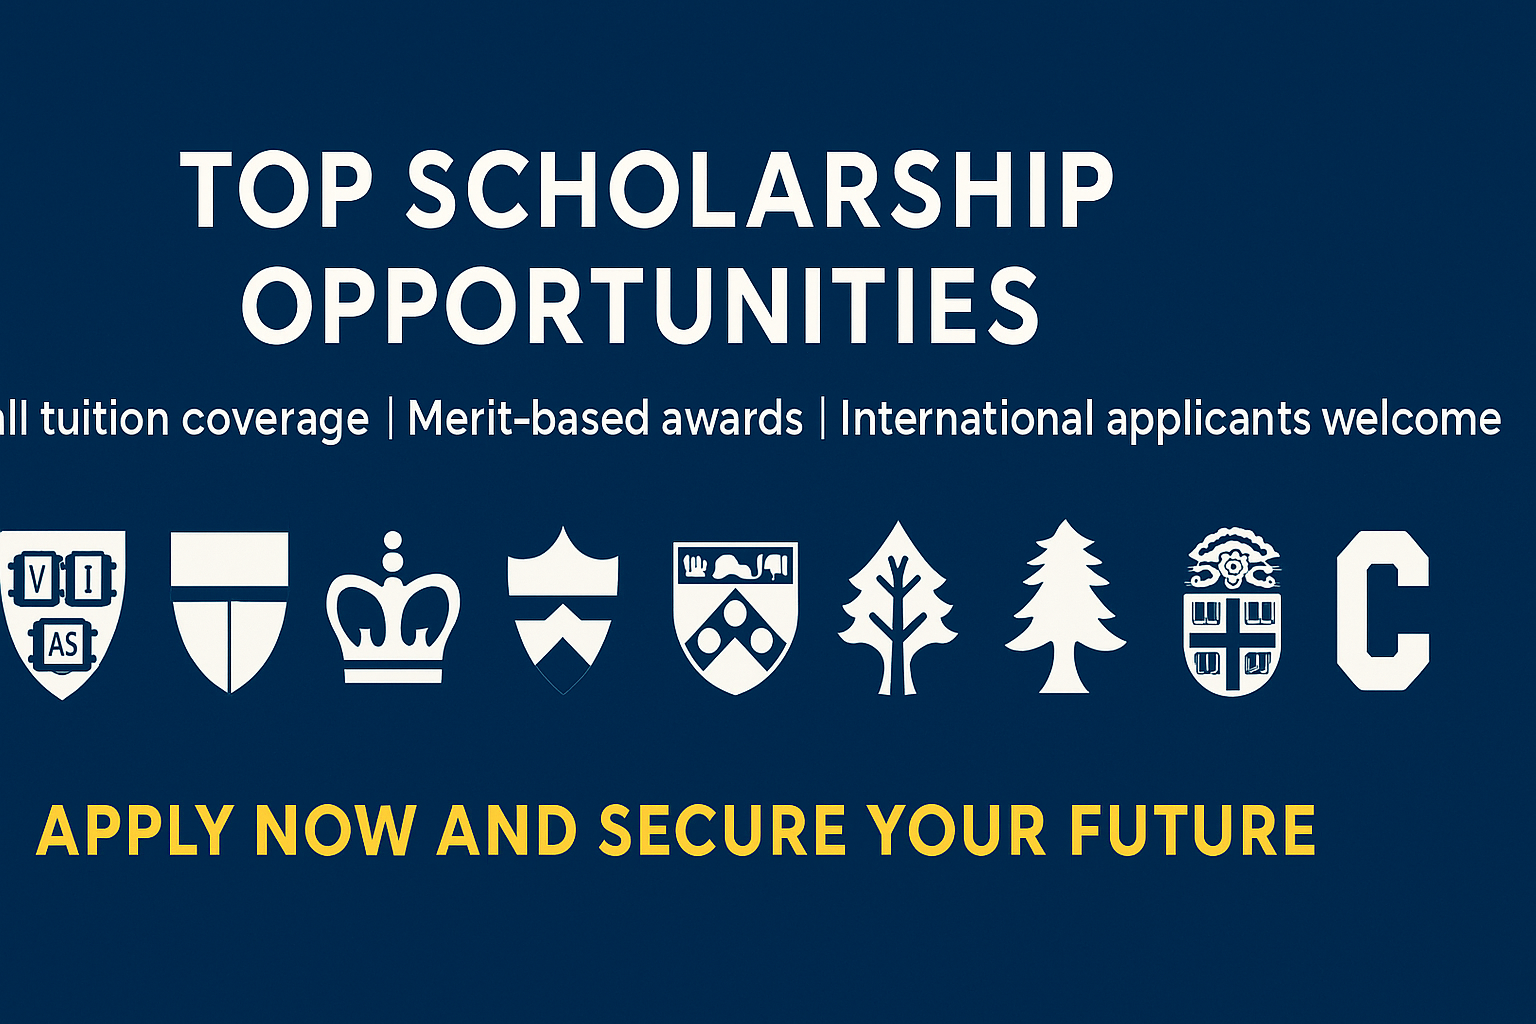 TOP SCHOLARSHIP
OPPORTUNITIES
ll tuition coverage | Merit-based awards | International applicants welcome
V I
AS
C
APPLY NOW AND SECURE YOUR FUTURE